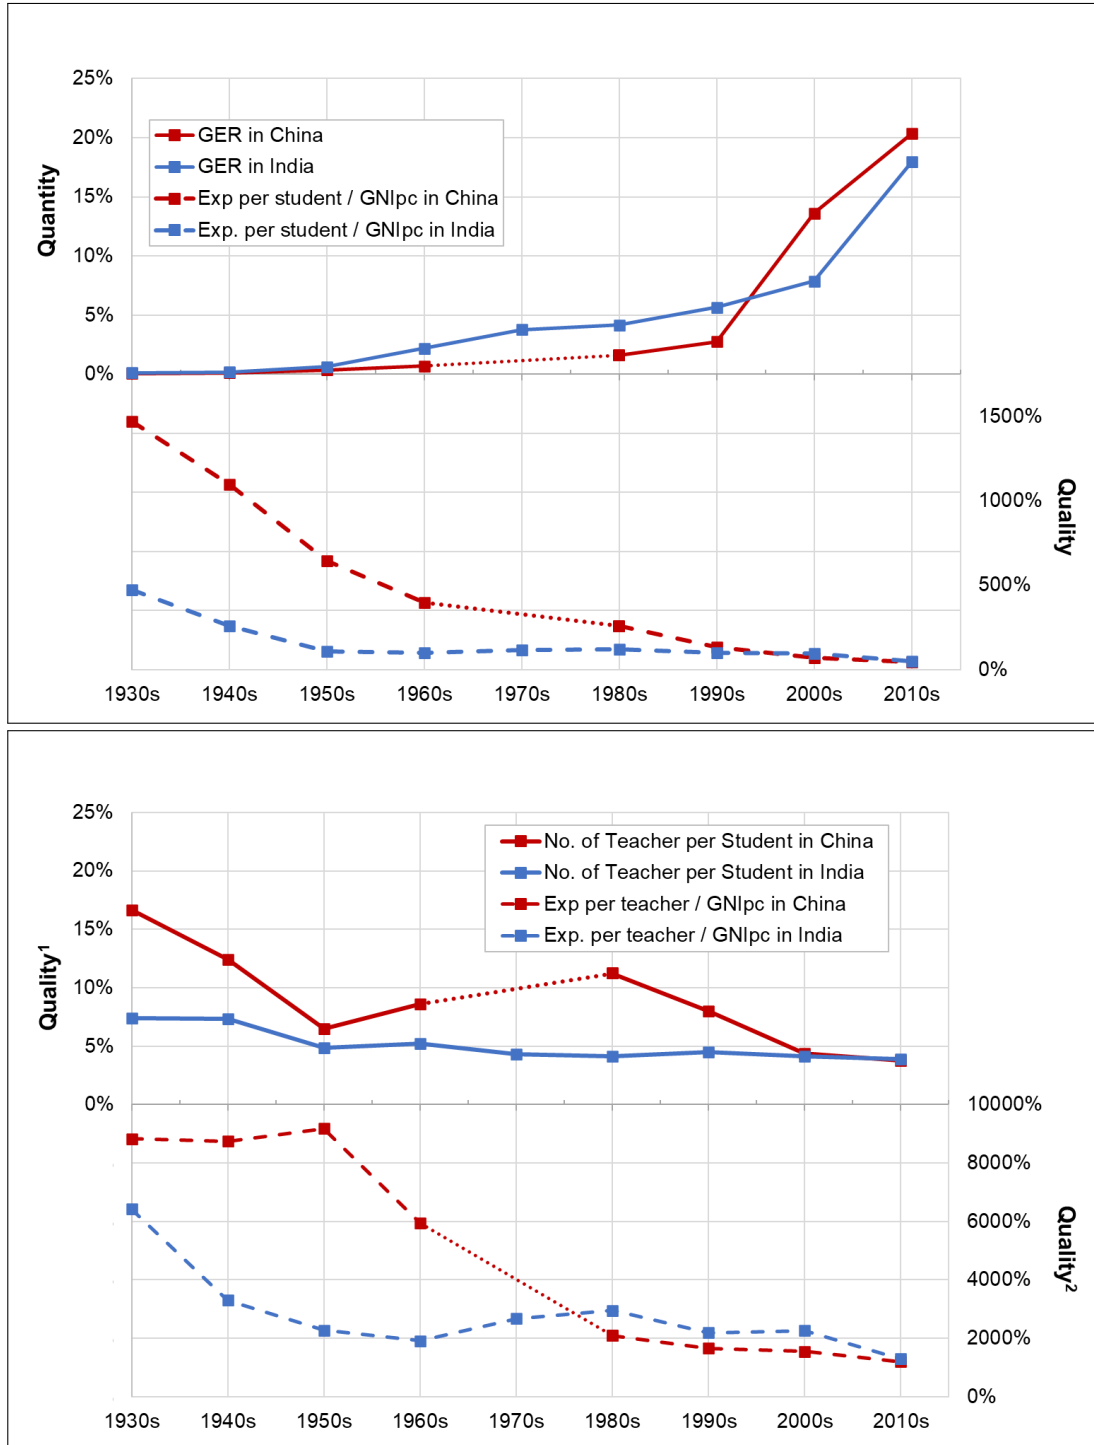 25%
20%
15%
10%
5%
0%
Quantity
GER in China
GER in India
Exp per student / GNIpc in China
Exp. per student / GNIpc in India
1500%
1000%
500%
0%
Quality
1930s 1940s 1950s 1960s 1970s 1980s 1990s 2000s 2010s
25%
20%
15%
10%
5%
0%
Quality¹
No. of Teacher per Student in China
No. of Teacher per Student in India
Exp per teacher / GNIpc in China
Exp. per teacher / GNIpc in India
10000%
8000%
6000%
4000%
2000%
0%
Quality²
1930s 1940s 1950s 1960s 1970s 1980s 1990s 2000s 2010s